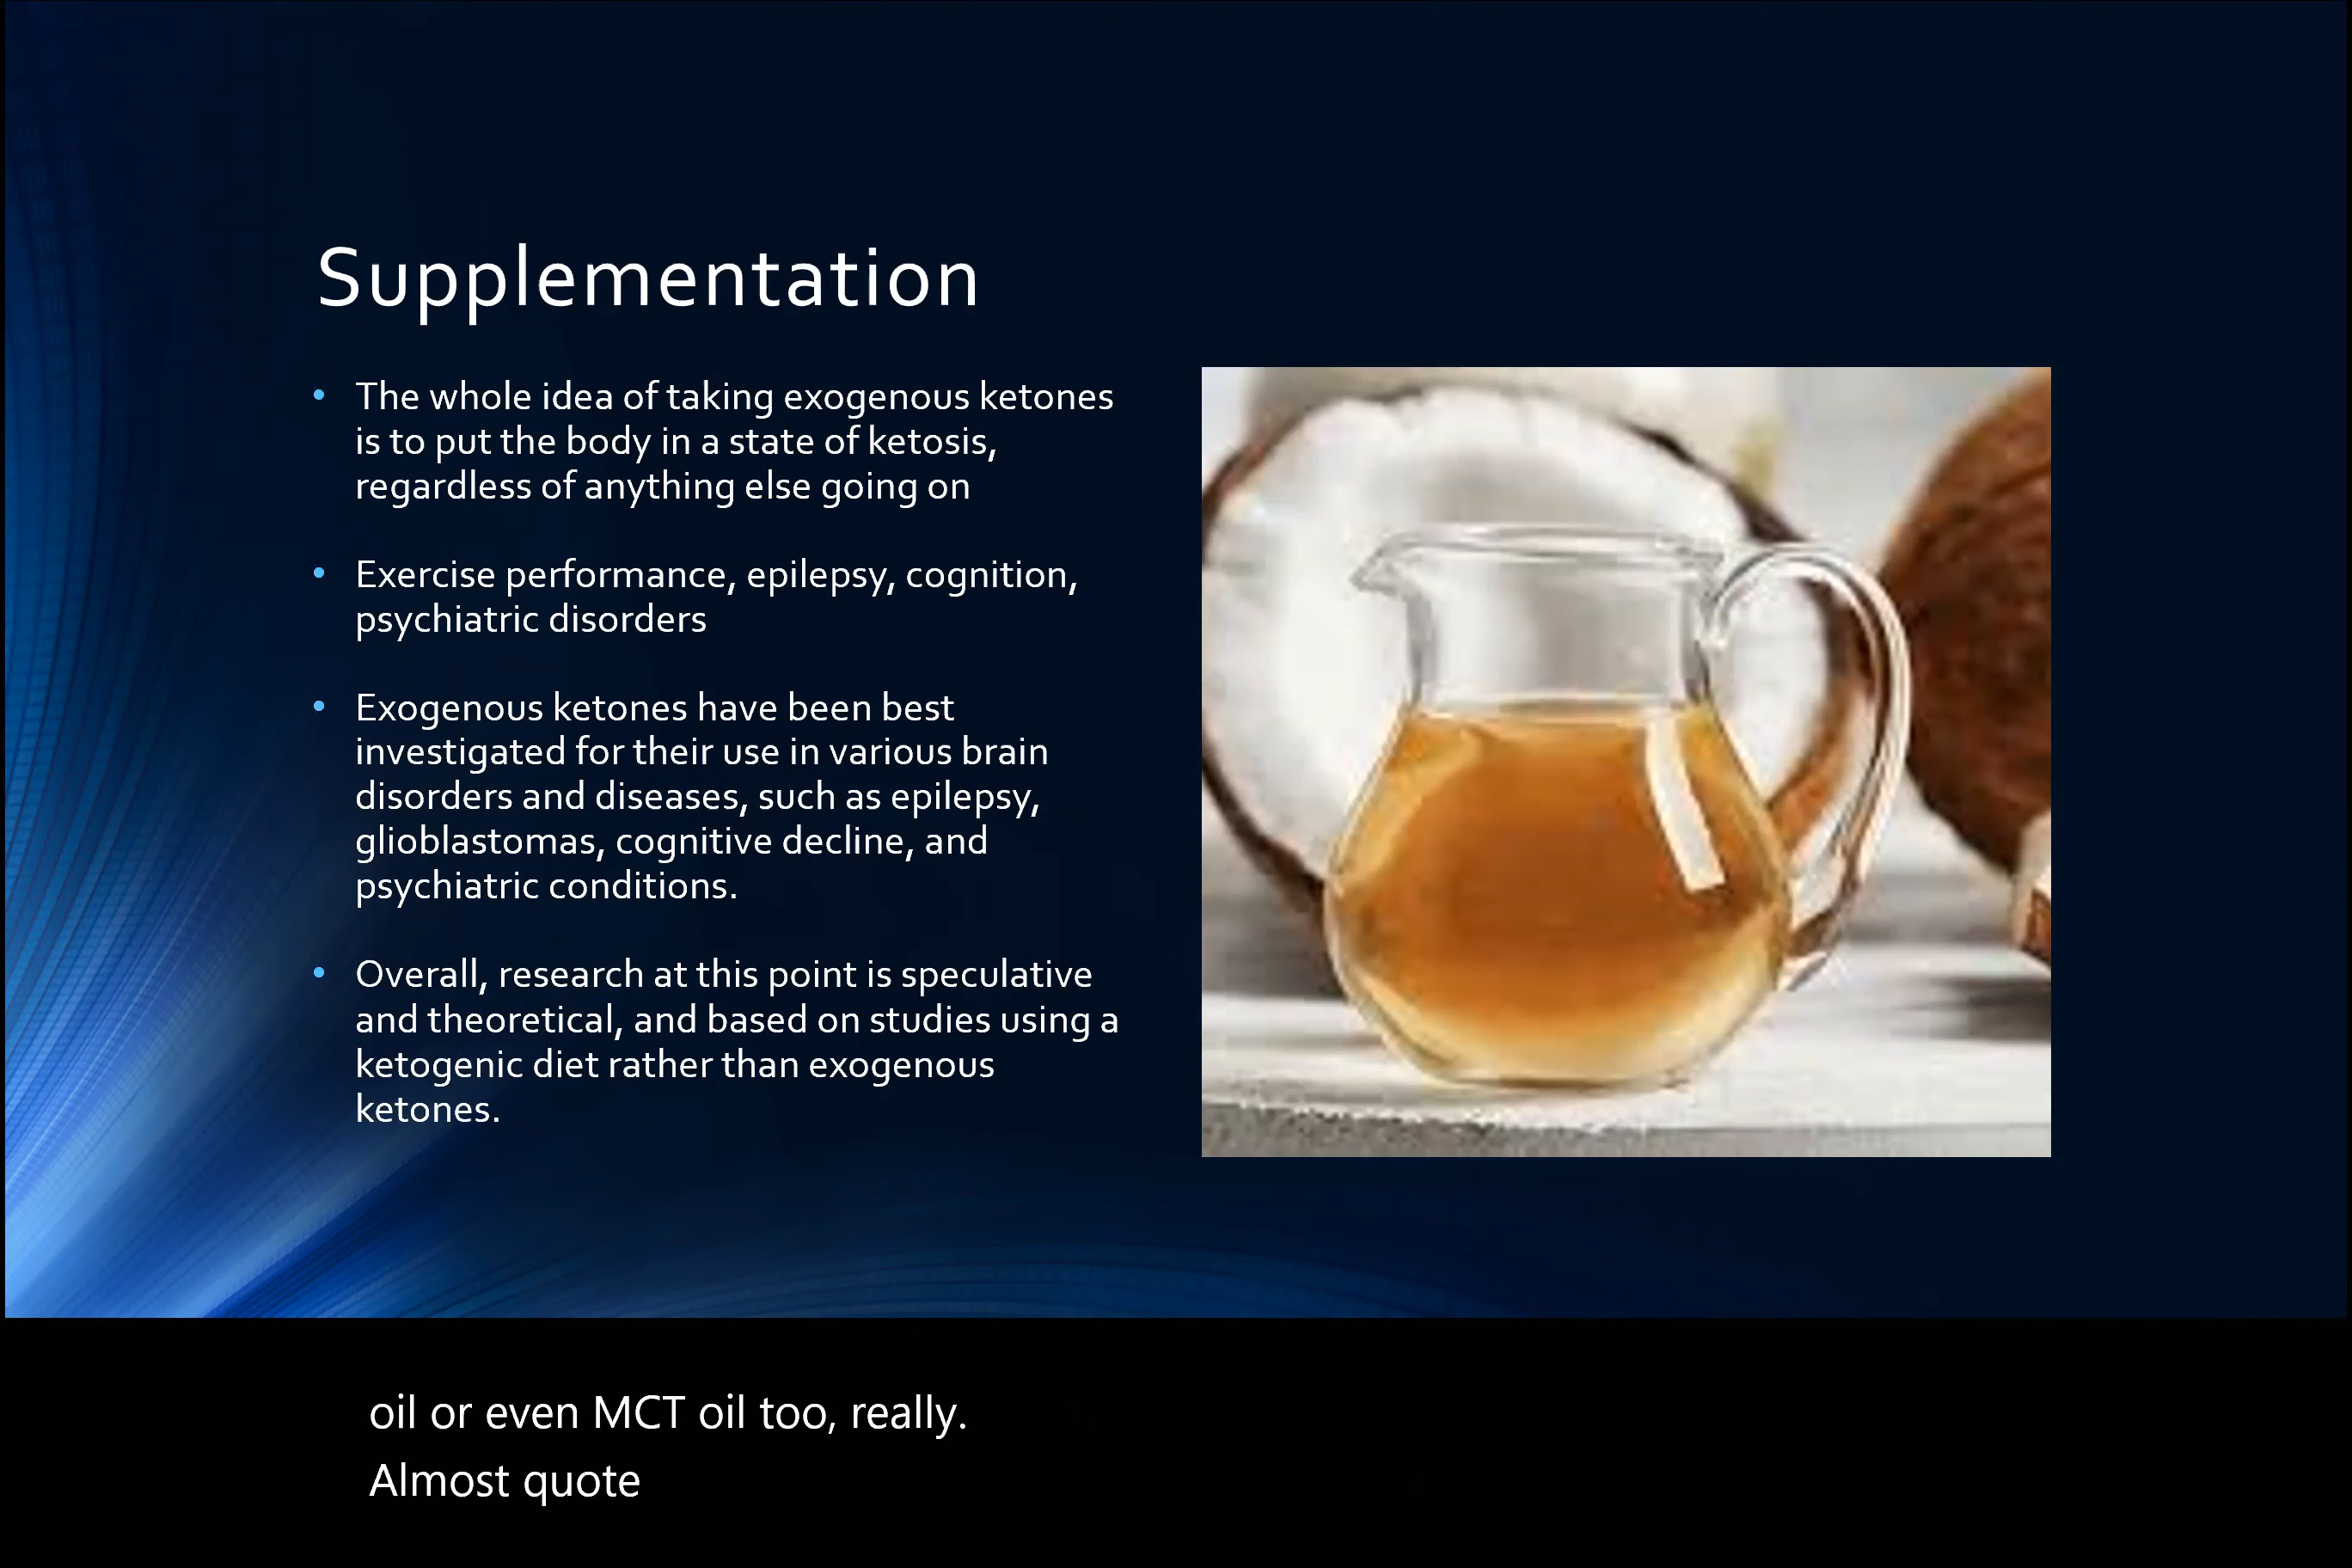 Supplementation
• The whole idea of taking exogenous ketones
is to put the body in a state of ketosis,
regardless of anything else going on
• Exercise performance, epilepsy, cognition,
psychiatric disorders
• Exogenous ketones have been best
investigated for their use in various brain
disorders and diseases, such as epilepsy,
glioblastomas, cognitive decline, and
psychiatric conditions.
• Overall, research at this point is speculative
and theoretical, and based on studies using a
ketogenic diet rather than exogenous
ketones.
oil or even MCT oil too, really.
Almost quote